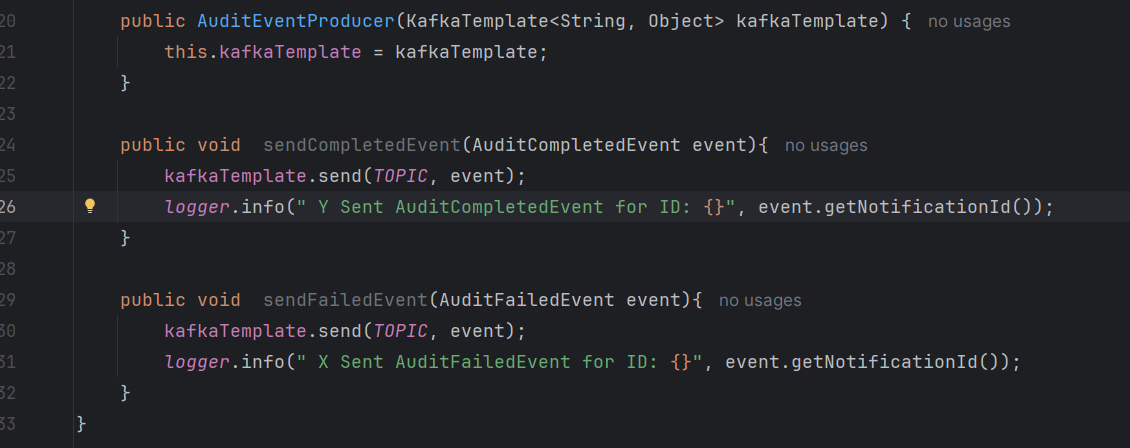 20 public AuditEventProducer(KafkaTemplate<String, Object> kafkaTemplate) { no usages
21 this.kafkaTemplate = kafkaTemplate;
22 }
23
24 public void  sendCompletedEvent(AuditCompletedEvent event){ no usages
25 kafkaTemplate.send(TOPIC, event);
26 logger.info(" Y Sent AuditCompletedEvent for ID: {}", event.getNotificationId());
27 }
28
29 public void  sendFailedEvent(AuditFailedEvent event){ no usages
30 kafkaTemplate.send(TOPIC, event);
31 logger.info(" X Sent AuditFailedEvent for ID: {}", event.getNotificationId());
32 }
33 }